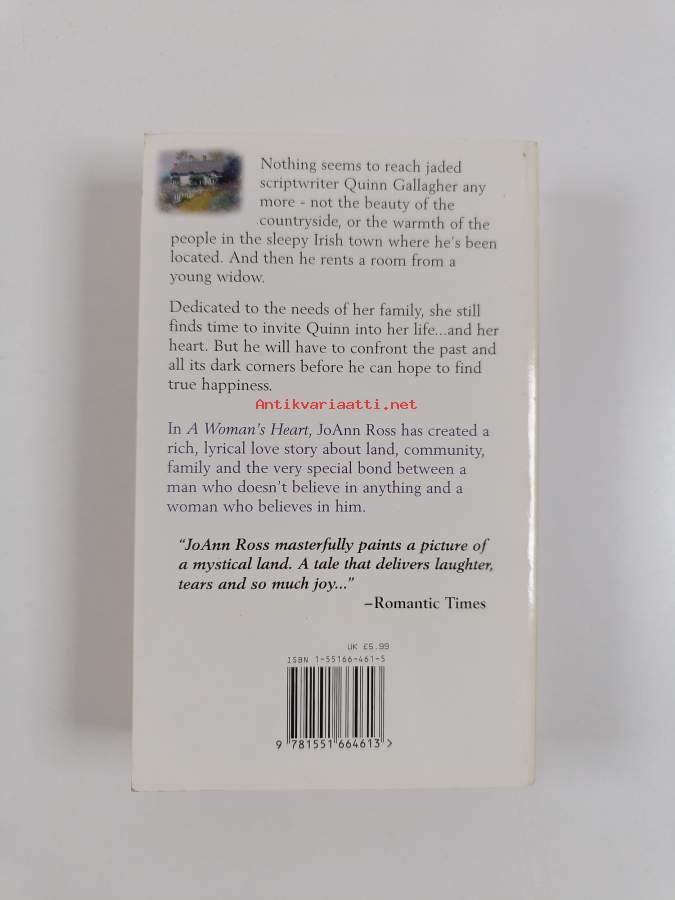 Nothing seems to reach jaded
scriptwriter Quinn Gallagher any
more - not the beauty of the
countryside, or the warmth of the
people in the sleepy Irish town where he's been
located. And then he rents a room from a
young widow.
Dedicated to the needs of her family, she still
finds time to invite Quinn into her life...and her
heart. But he will have to confront the past and
all its dark corners before he can hope to find
true happiness.
Antikvariaatti.net
In A Woman's Heart, JoAnn Ross has created a
rich, lyrical love story about land, community,
family and the very special bond between a
man who doesn't believe in anything and a
woman who believes in him.
"JoAnn Ross masterfully paints a picture of
a mystical land. A tale that delivers laughter,
tears and so much joy..."
–Romantic Times
UK £5.99
ISBN 1-55166-461-5
9 781551 664613 >